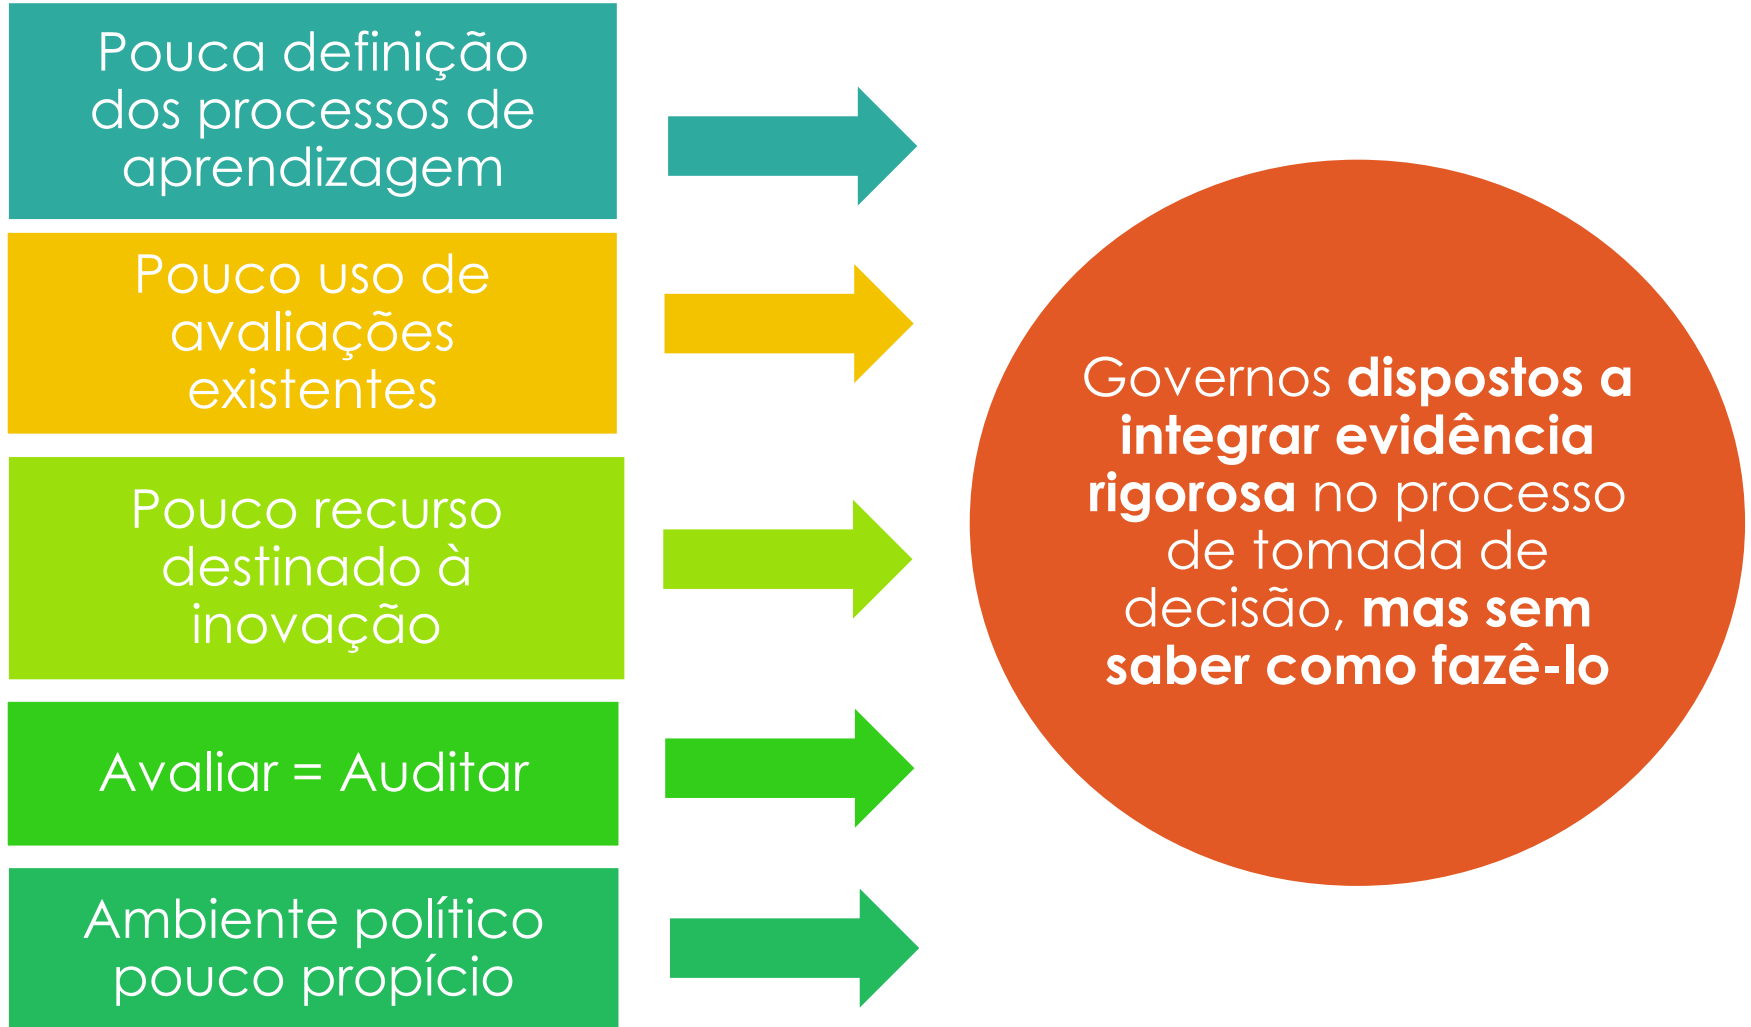 Pouca definição
dos processos de
aprendizagem
Pouco uso de
avaliações
existentes
Pouco recurso
destinado à
inovação
Avaliar = Auditar
Ambiente político
pouco propício
Governos dispostos a
integrar evidência
rigorosa no processo
de tomada de
decisão, mas sem
saber como fazê-lo